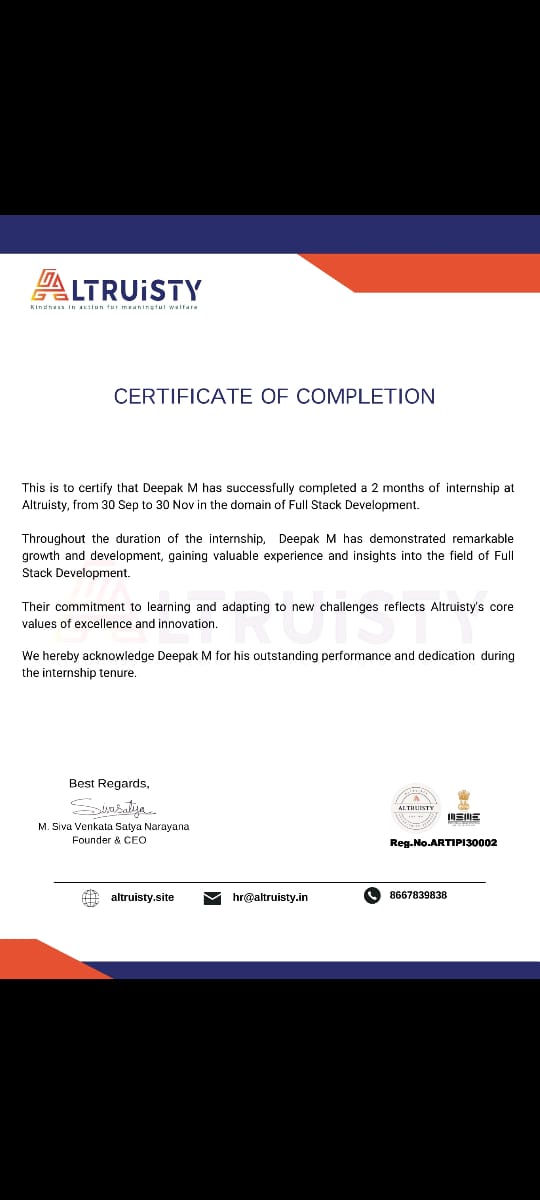 ALTRUiSTY
Kindness in action for meaningful welfare
CERTIFICATE OF COMPLETION
This is to certify that Deepak M has successfully completed a 2 months of internship at
Altruisty, from 30 Sep to 30 Nov in the domain of Full Stack Development.
Throughout the duration of the internship, Deepak M has demonstrated remarkable
growth and development, gaining valuable experience and insights into the field of Full
Stack Development.
ALTRUiSTY
Their commitment to learning and adapting to new challenges reflects Altruisty's core
values of excellence and innovation.
We hereby acknowledge Deepak M for his outstanding performance and dedication during
the internship tenure.
Best Regards,
Sivasatya
M. Siva Venkata Satya Narayana
Founder & CEO
ALTRUISTY
MSME
Reg.No.ARTIPI30002
altruisty.site
hr@altruisty.in
8667839838